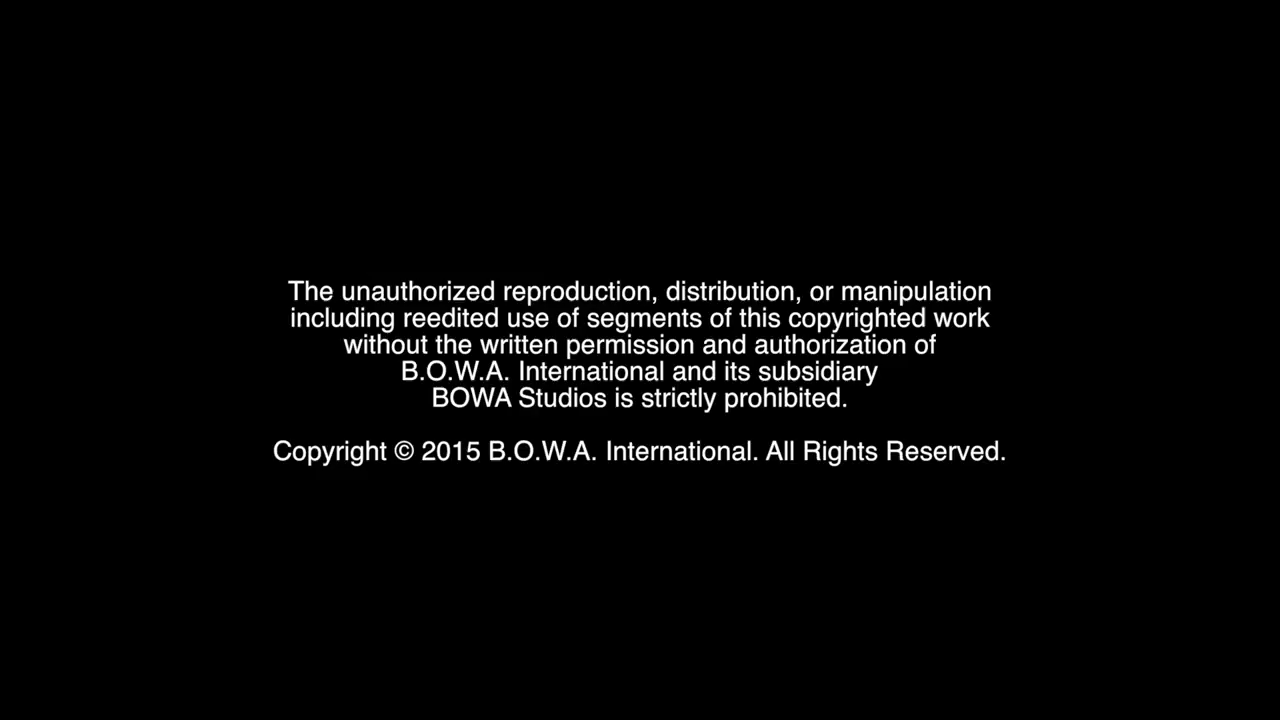 The unauthorized reproduction, distribution, or manipulation
including reedited use of segments of this copyrighted work
without the written permission and authorization of
B.O.W.A. International and its subsidiary
BOWA Studios is strictly prohibited.
Copyright © 2015 B.O.W.A. International. All Rights Reserved.